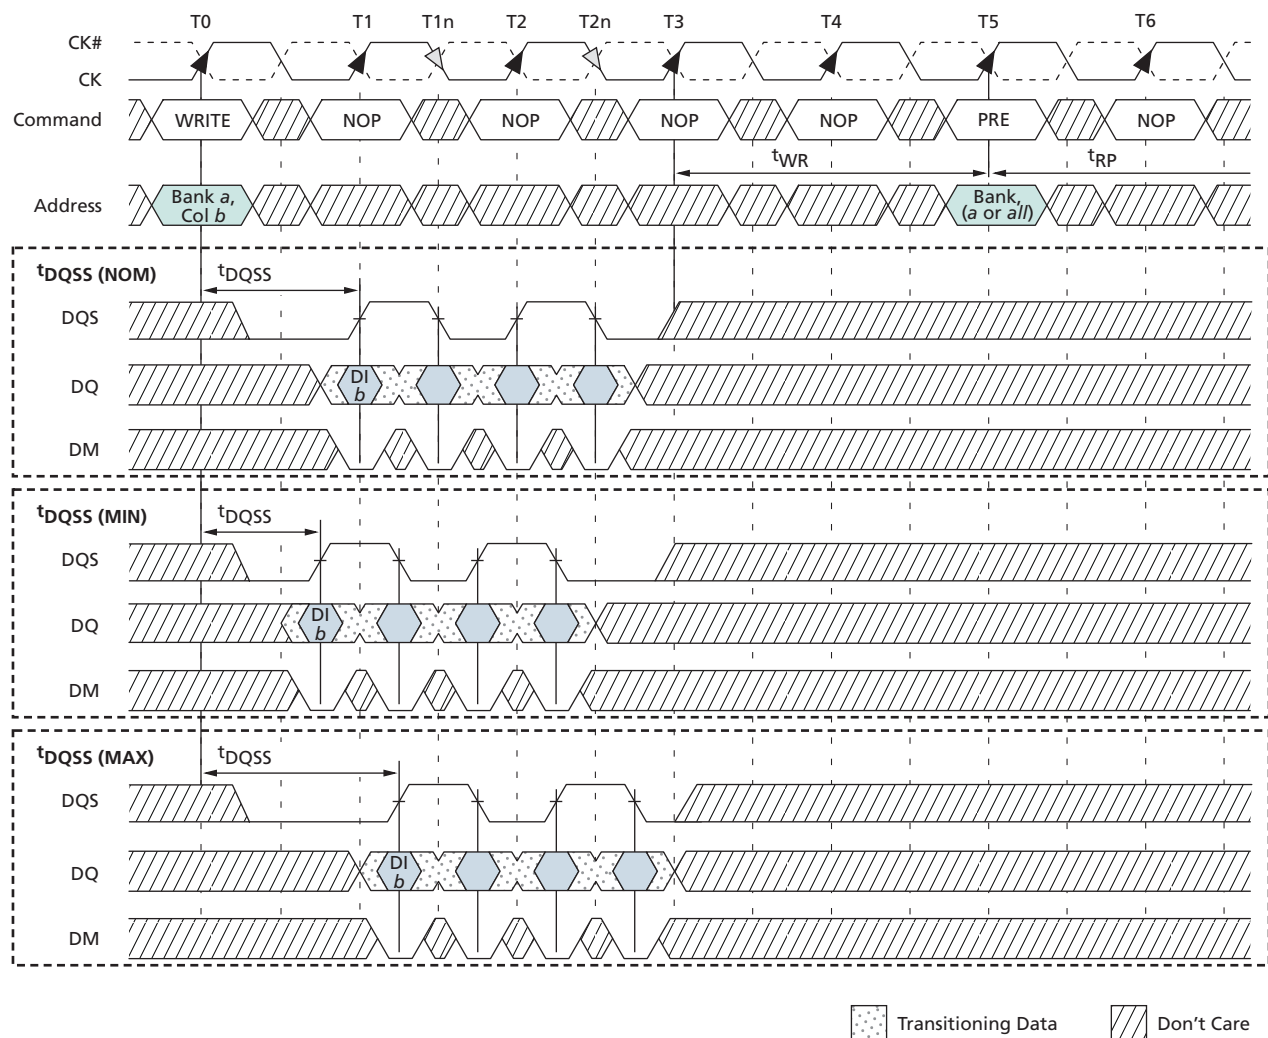 T0 T1 T1n T2 T2n T3 T4 T5 T6
CK#
CK
Command WRITE NOP NOP NOP NOP PRE NOP
tWR tRP
Address Bank a, Col b Bank, (a or all)
tDQSS (NOM) tDQSS
DQS
DQ DI b
DM
tDQSS (MIN) tDQSS
DQS
DQ DI b
DM
tDQSS (MAX) tDQSS
DQS
DQ DI b
DM
Transitioning Data Don't Care